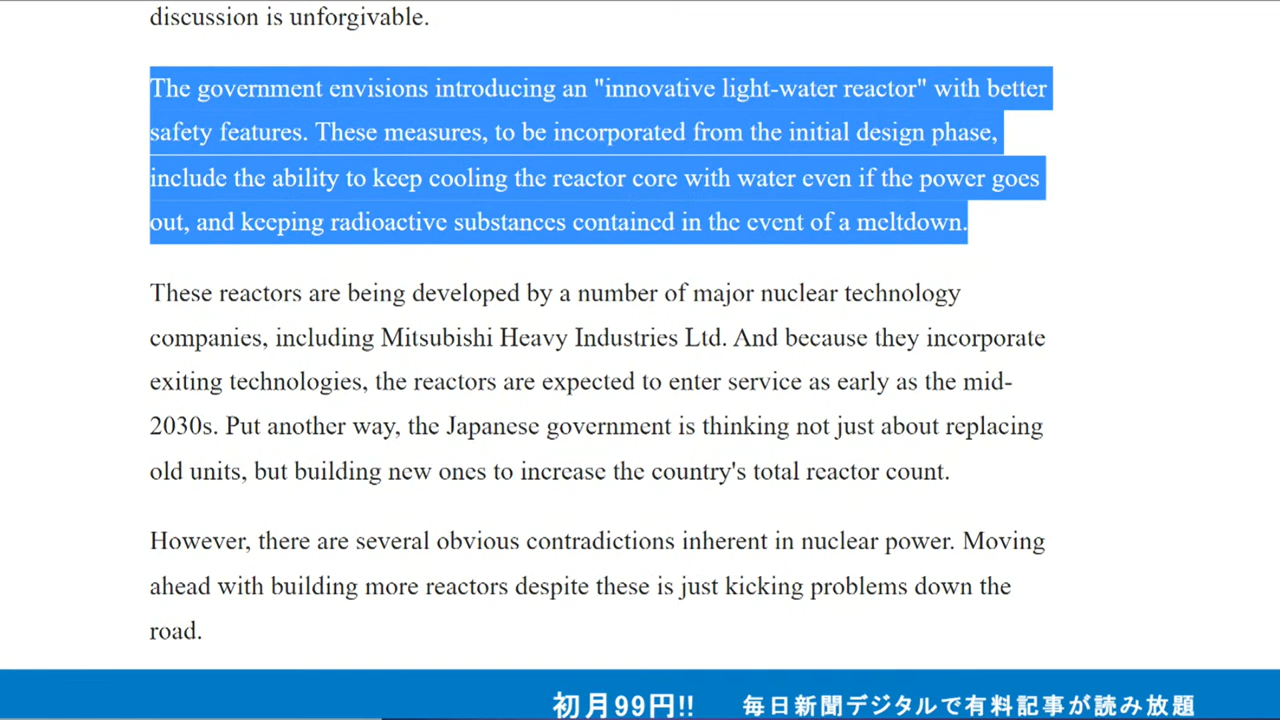 discussion is unforgivable.
The government envisions introducing an "innovative light-water reactor" with better
safety features. These measures, to be incorporated from the initial design phase,
include the ability to keep cooling the reactor core with water even if the power goes
out, and keeping radioactive substances contained in the event of a meltdown.
These reactors are being developed by a number of major nuclear technology
companies, including Mitsubishi Heavy Industries Ltd. And because they incorporate
exiting technologies, the reactors are expected to enter service as early as the mid-
2030s. Put another way, the Japanese government is thinking not just about replacing
old units, but building new ones to increase the country's total reactor count.
However, there are several obvious contradictions inherent in nuclear power. Moving
ahead with building more reactors despite these is just kicking problems down the
road.
初月99円!! 毎日新聞デジタルで有料記事が読み放題